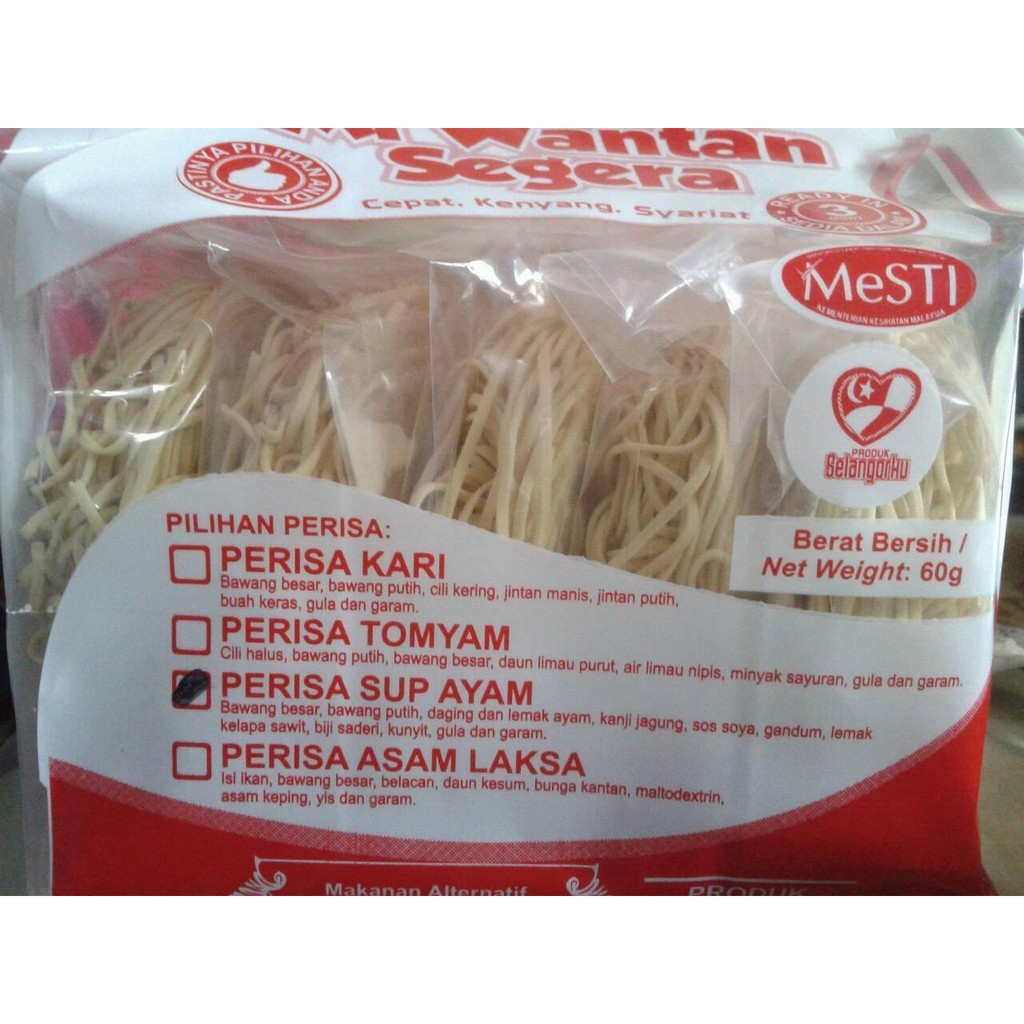 Wantan
Segera
Cepat. Kenyang. Syariat
PASTINYA PILIHAN ANDA
READY IN
3
MeSTI
KEMENTERIAN KESIHATAN MALAYSIA
PRODUK
SelangorKu
Berat Bersih /
Net Weight: 60g
PILIHAN PERISA:
PERISA KARI
Bawang besar, bawang putih, cili kering, jintan manis, jintan putih,
buah keras, gula dan garam.
PERISA TOMYAM
Cili halus, bawang putih, bawang besar, daun limau purut, air limau nipis, minyak sayuran, gula dan garam.
PERISA SUP AYAM
Bawang besar, bawang putih, daging dan lemak ayam, kanji jagung, sos soya, gandum, lemak
kelapa sawit, biji saderi, kunyit, gula dan garam.
PERISA ASAM LAKSA
Isi ikan, bawang besar, belacan, daun kesum, bunga kantan, maltodextrin,
asam keping, yis dan garam.
Makanan Alternatif
PRODUK